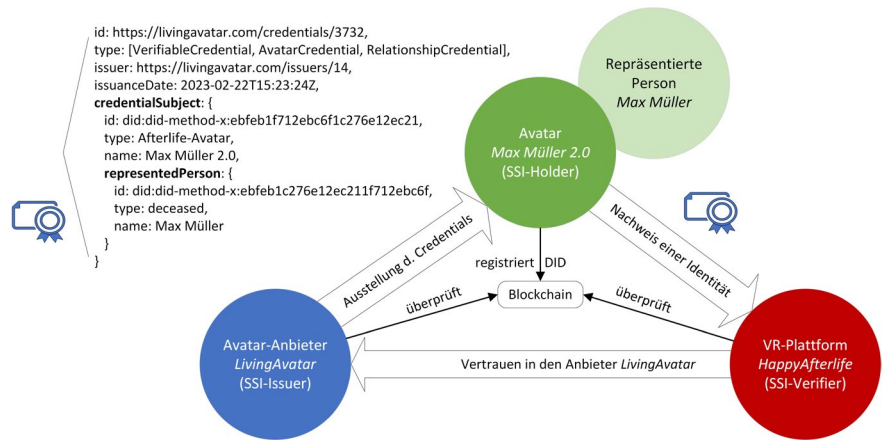 id: https://livingavatar.com/credentials/3732,
type: [VerifiableCredential, AvatarCredential, RelationshipCredential],
issuer: https://livingavatar.com/issuers/14,
issuanceDate: 2023-02-22T15:23:24Z,
credentialSubject: {
id: did:did-method-x:ebfeb1f712ebc6f1c276e12ec21,
type: Afterlife-Avatar,
name: Max Müller 2.0,
representedPerson: {
id: did:did-method-x:ebfeb1c276e12ec211f712ebc6f,
type: deceased,
name: Max Müller
}
}
Repräsentierte
Person
Max Müller
Avatar
Max Müller 2.0
(SSI-Holder)
Ausstellung d. Credentials
Nachweis einer Identität
registriert DID
Blockchain
überprüft
überprüft
Avatar-Anbieter
LivingAvatar
(SSI-Issuer)
Vertrauen in den Anbieter LivingAvatar
VR-Plattform
HappyAfterlife
(SSI-Verifier)